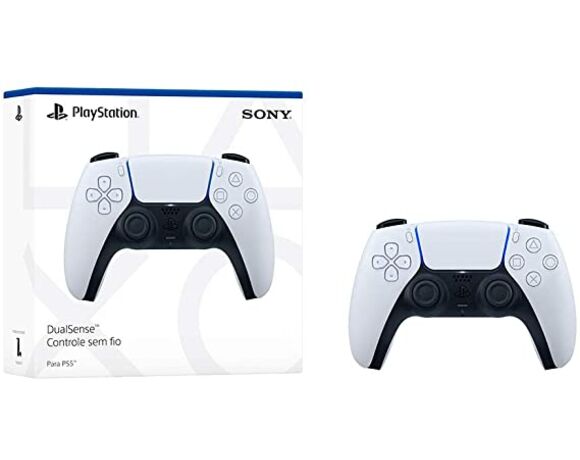 PlayStation
SONY
DualSense™
Controle sem fio
Para PS5™